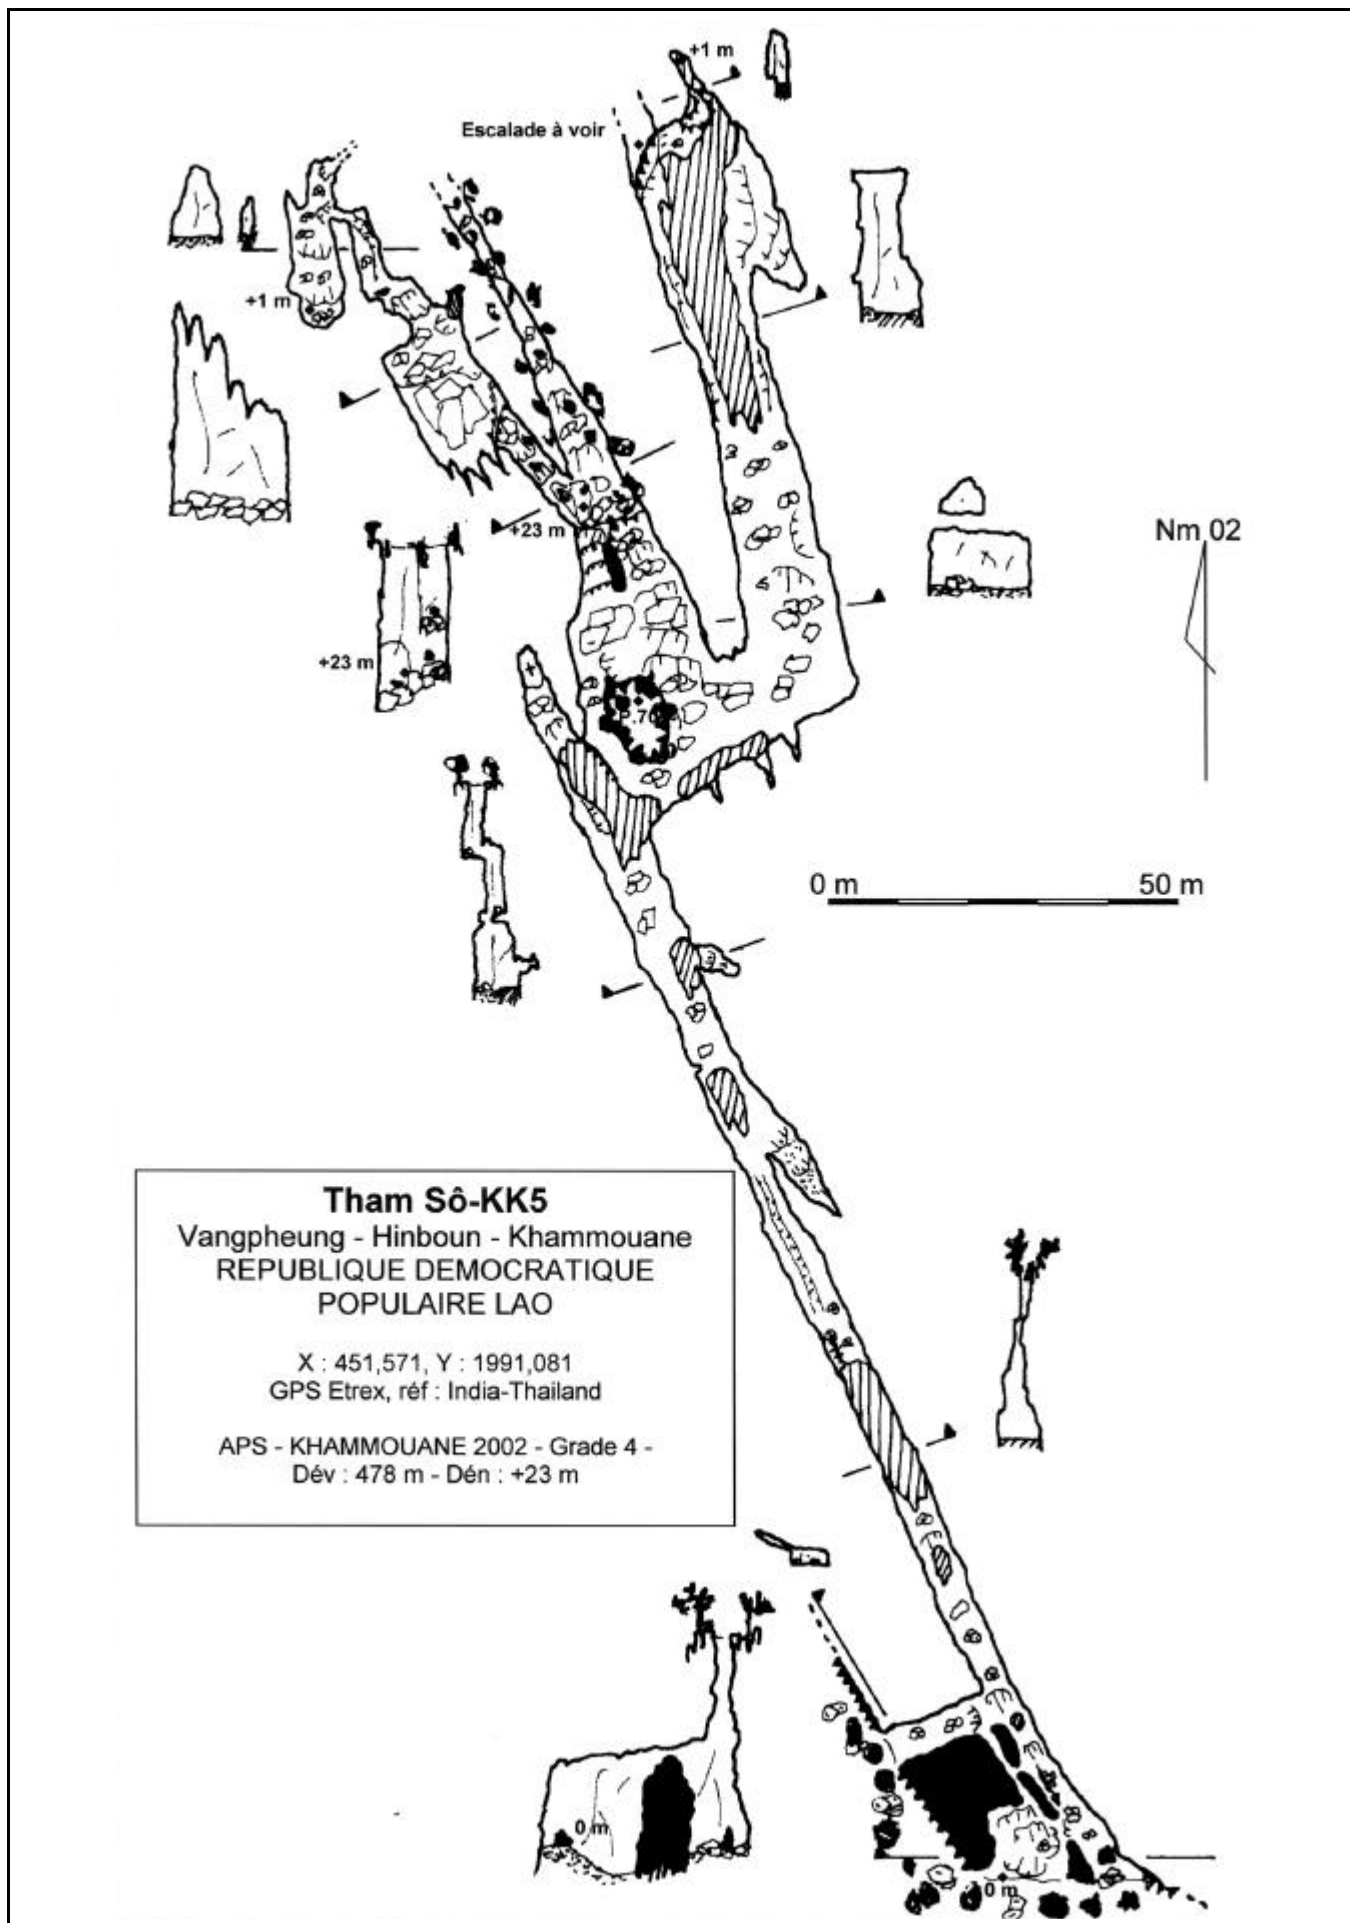 +1 m
Escalade à voir
+1 m
+23 m
Nm 02
+23 m
0 m
50 m
Tham Sô-KK5
Vangpheung - Hinboun - Khammouane
REPUBLIQUE DEMOCRATIQUE
POPULAIRE LAO
X : 451,571, Y : 1991,081
GPS Etrex, réf : India-Thailand
APS - KHAMMOUANE 2002 - Grade 4 -
Dév : 478 m - Dén : +23 m
0 m
0 m